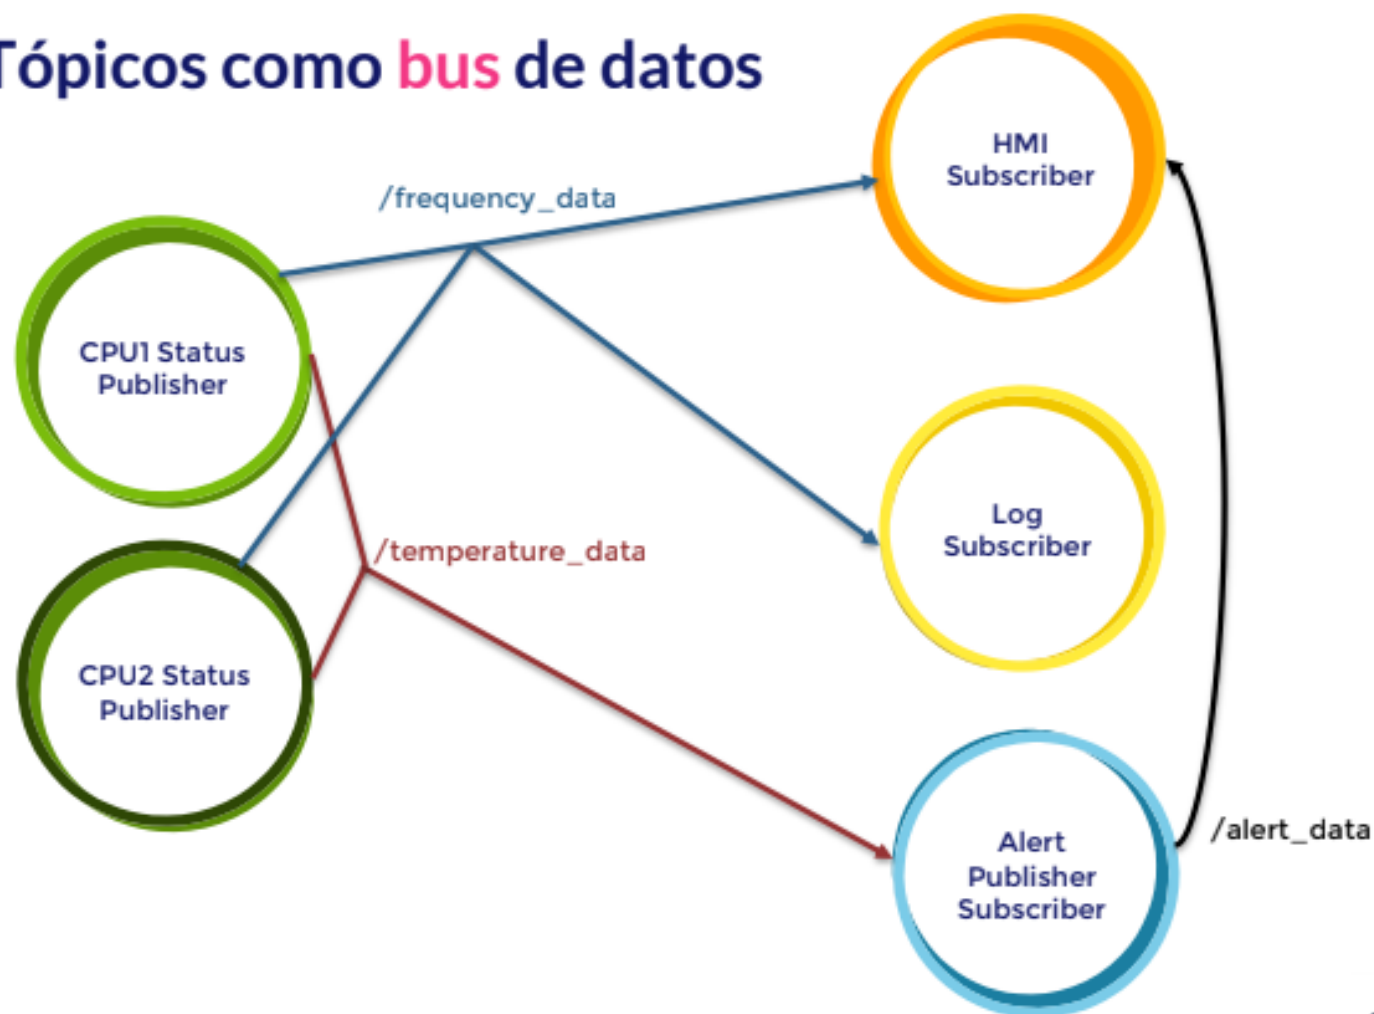 Tópicos como bus de datos
/frequency_data
HMI
Subscriber
CPU1 Status
Publisher
Log
Subscriber
/temperature_data
CPU2 Status
Publisher
Alert
Publisher
Subscriber
/alert_data